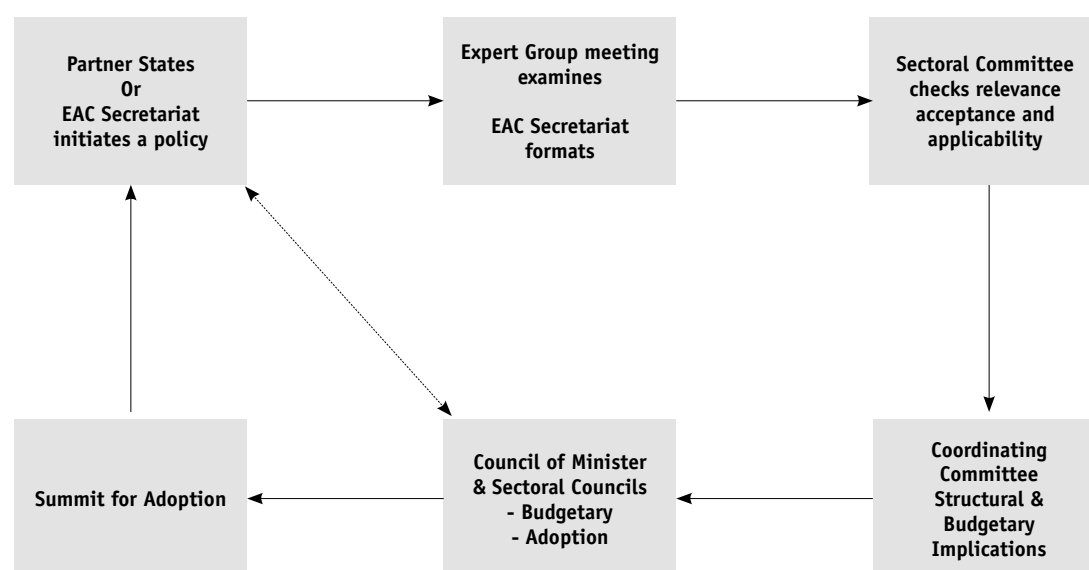 Partner States
Or
EAC Secretariat
initiates a policy
Expert Group meeting
examines
EAC Secretariat
formats
Sectoral Committee
checks relevance
acceptance and
applicability
Summit for Adoption
Council of Minister
& Sectoral Councils
- Budgetary
- Adoption
Coordinating
Committee
Structural &
Budgetary
Implications